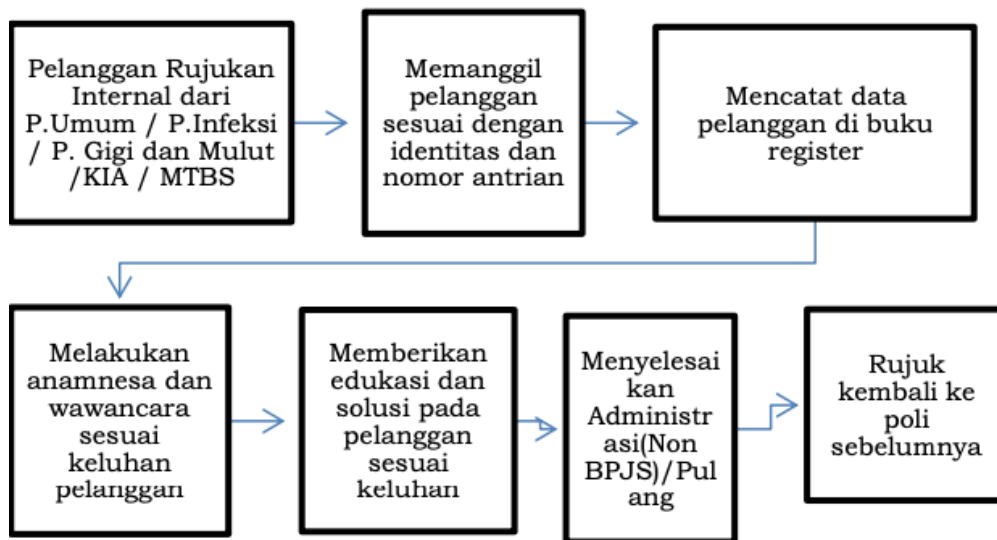 Pelanggan Rujukan
Internal dari
P.Umum / P.Infeksi
/ P. Gigi dan Mulut
/KIA / MTBS
Memanggil
pelanggan
sesuai dengan
identitas dan
nomor antrian
Mencatat data
pelanggan di buku
register
Melakukan
anamnesa dan
wawancara
sesuai
keluhan
pelanggan
Memberikan
edukasi dan
solusi pada
pelanggan
sesuai
keluhan
Menyelesai
kan
Administr
asi(Non
BPJS)/Pul
ang
Rujuk
kembali ke
poli
sebelumnya